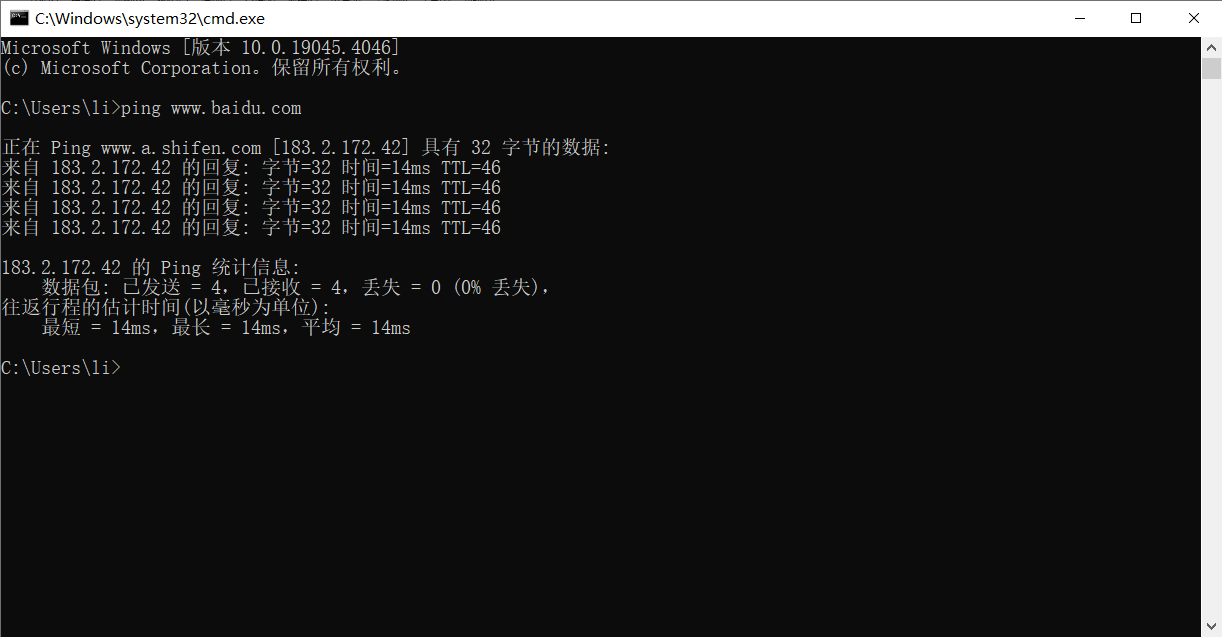 C:\Windows\system32\cmd.exe
Microsoft Windows [版本 10.0.19045.4046]
(c) Microsoft Corporation。保留所有权利。
C:\Users\li>ping www.baidu.com
正在 Ping www.a.shifen.com [183.2.172.42] 具有 32 字节的数据:
来自 183.2.172.42 的回复: 字节=32 时间=14ms TTL=46
来自 183.2.172.42 的回复: 字节=32 时间=14ms TTL=46
来自 183.2.172.42 的回复: 字节=32 时间=14ms TTL=46
来自 183.2.172.42 的回复: 字节=32 时间=14ms TTL=46
183.2.172.42 的 Ping 统计信息:
    数据包: 已发送 = 4，已接收 = 4，丢失 = 0 (0% 丢失)，
往返行程的估计时间(以毫秒为单位):
    最短 = 14ms，最长 = 14ms，平均 = 14ms
C:\Users\li>